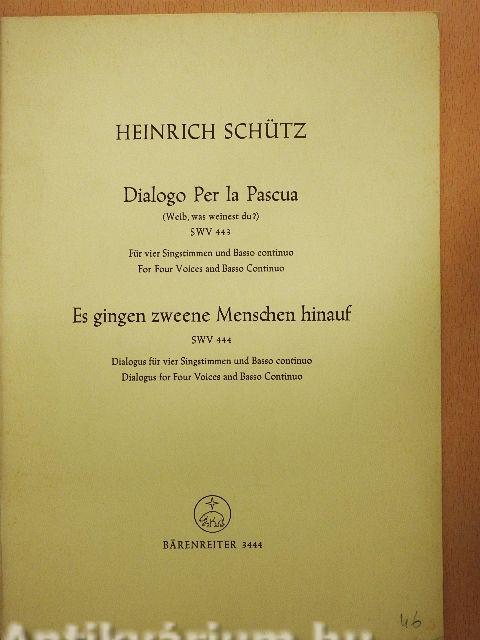 HEINRICH SCHÜTZ
Dialogo Per la Pascua
(Weib, was weinest du?)
SWV 443
Für vier Singstimmen und Basso continuo
For Four Voices and Basso Continuo
Es gingen zweene Menschen hinauf
SWV 444
Dialogus für vier Singstimmen und Basso continuo
Dialogus for Four Voices and Basso Continuo
BÄRENREITER 3444
46
Antikvárium.hu